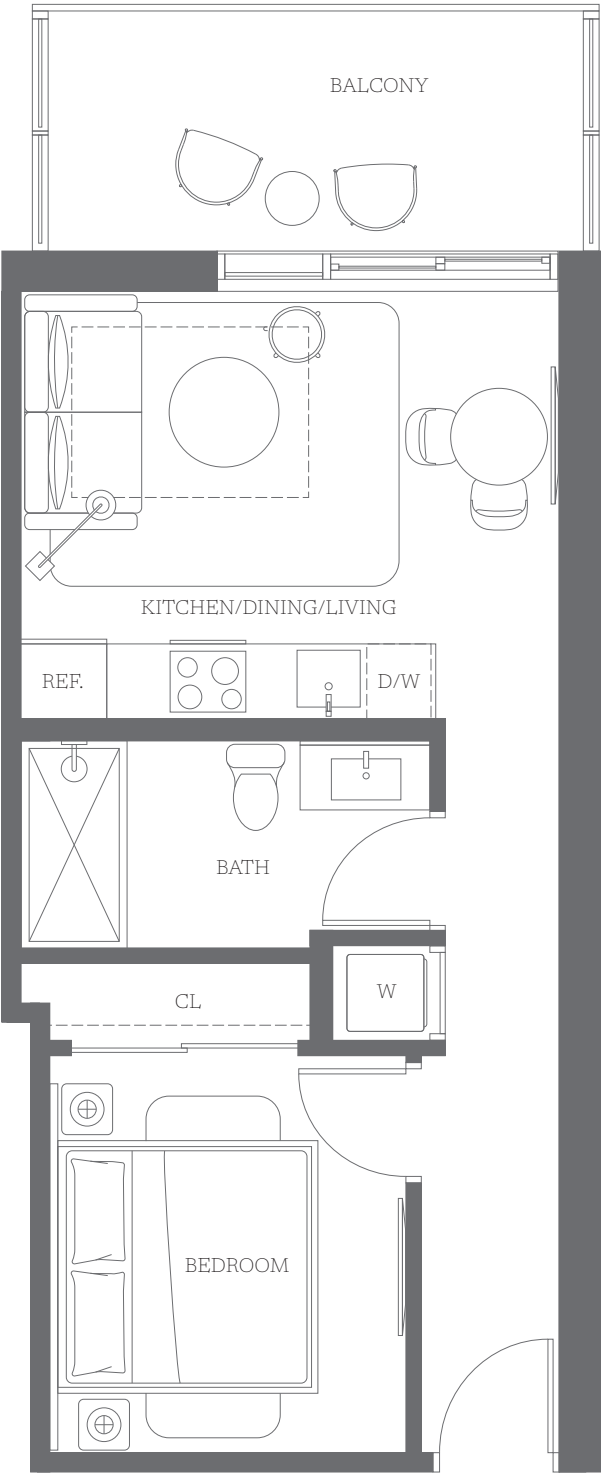 BALCONY
KITCHEN/DINING/LIVING
REF.
D/W
BATH
CL
W
BEDROOM